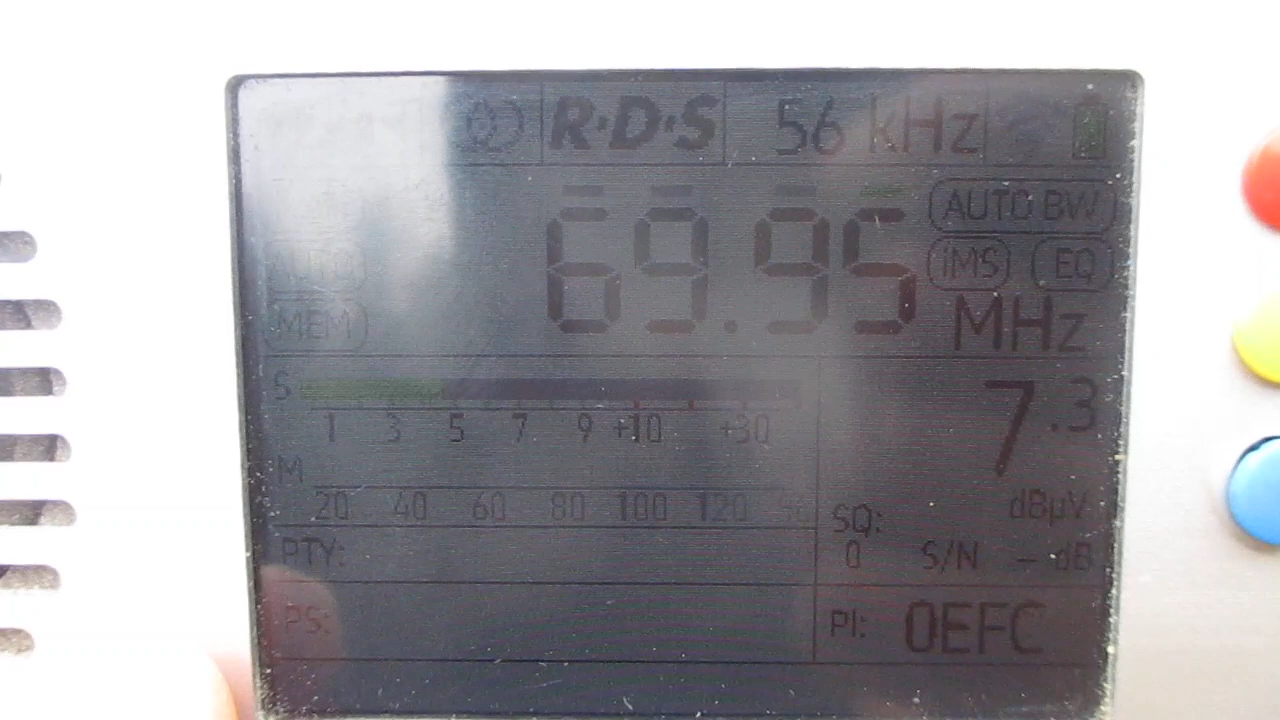 R·D·S 56 kHz
AUTO BW
69.95
AUTO iMS EQ
MEM MHz
S
1 3 5 7 9 +10 +30
7.3
M
20 40 60 80 100 120
dBµV
SQ:
PTY: 0 S/N – dB
PS: PI: 0EFC